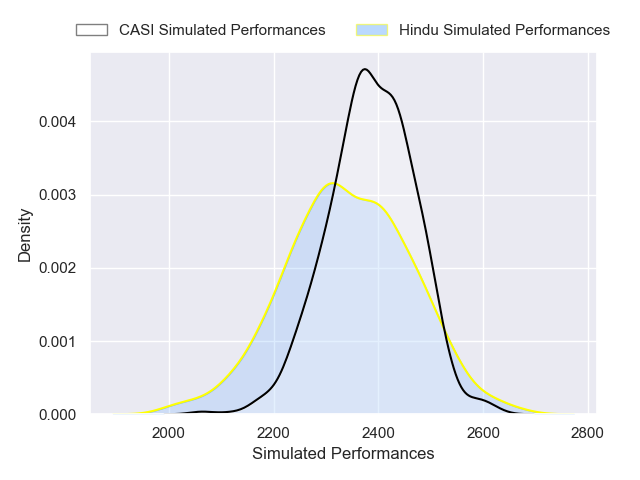 CASI Simulated Performances
Hindu Simulated Performances
0.004
0.003
0.002
0.001
0.000
Density
2000 2200 2400 2600 2800
Simulated Performances